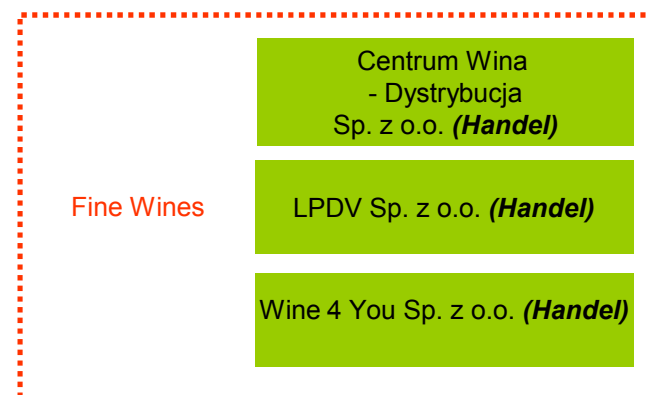 Centrum Wina
- Dystrybucja
Sp. z o.o. (Handel)
Fine Wines
LPDV Sp. z o.o. (Handel)
Wine 4 You Sp. z o.o. (Handel)